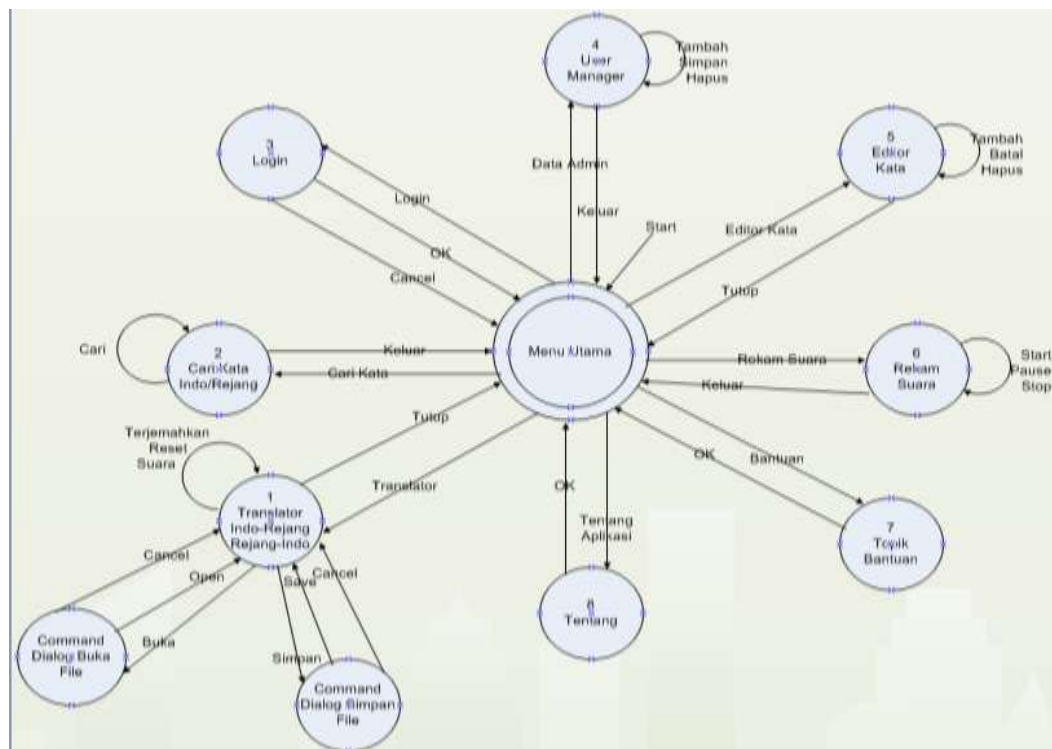 4
User
Manager
Tambah
Simpan
Hapus
3
Login
5
Editor
Kata
Tambah
Batal
Hapus
Data Admin
Login
Keluar
Start
Editor Kata
OK
Cancel
Tutup
Cari
2
Cari Kata
Indo/Rejang
Keluar
Cari Kata
Menu Utama
Rekam Suara
Keluar
6
Rekam
Suara
Start
Pause
Stop
Terjemahkan
Reset
Suara
Tutup
Translator
OK
Bantuan
1
Translator
Indo-Rejang
Rejang-Indo
OK
Tentang
Aplikasi
7
Topik
Bantuan
Cancel
Open
Save
Cancel
8
Tentang
Buka
Simpan
Command
Dialog Buka
File
Command
Dialog Simpan
File